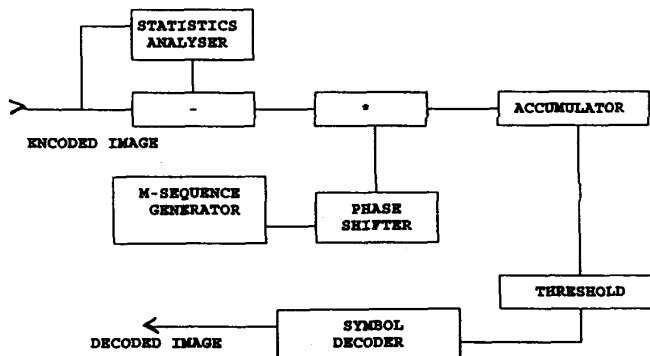 STATISTICS
ANALYSER
-
*
ACCUMULATOR
ENCODED IMAGE
M-SEQUENCE
GENERATOR
PHASE
SHIFTER
THRESHOLD
SYMBOL
DECODER
DECODED IMAGE